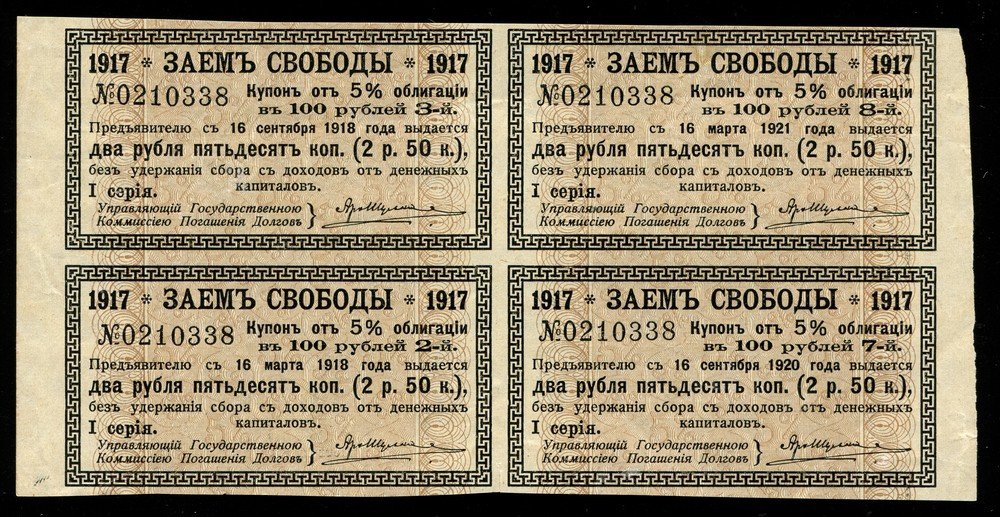 1917 * ЗАЕМЪ СВОБОДЫ * 1917
№0210338 Купонъ отъ 5% облигаціи
въ 100 рублей 3-й.
Предъявителю съ 16 сентября 1918 года выдается
два рубля пятьдесятъ коп. (2 р. 50 к.),
безъ удержанія сбора съ доходовъ отъ денежныхъ
I серія. капиталовъ.
Управляющій Государственною
Коммиссіею Погашенія Долговъ }
1917 * ЗАЕМЪ СВОБОДЫ * 1917
№0210338 Купонъ отъ 5% облигаціи
въ 100 рублей 8-й.
Предъявителю съ 16 марта 1921 года выдается
два рубля пятьдесятъ коп. (2 р. 50 к.),
безъ удержанія сбора съ доходовъ отъ денежныхъ
I серія. капиталовъ.
Управляющій Государственною
Коммиссіею Погашенія Долговъ }
1917 * ЗАЕМЪ СВОБОДЫ * 1917
№0210338 Купонъ отъ 5% облигаціи
въ 100 рублей 2-й.
Предъявителю съ 16 марта 1918 года выдается
два рубля пятьдесятъ коп. (2 р. 50 к.),
безъ удержанія сбора съ доходовъ отъ денежныхъ
I серія. капиталовъ.
Управляющій Государственною
Коммиссіею Погашенія Долговъ }
1917 * ЗАЕМЪ СВОБОДЫ * 1917
№0210338 Купонъ отъ 5% облигаціи
въ 100 рублей 7-й.
Предъявителю съ 16 сентября 1920 года выдается
два рубля пятьдесятъ коп. (2 р. 50 к.),
безъ удержанія сбора съ доходовъ отъ денежныхъ
I серія. капиталовъ.
Управляющій Государственною
Коммиссіею Погашенія Долговъ }